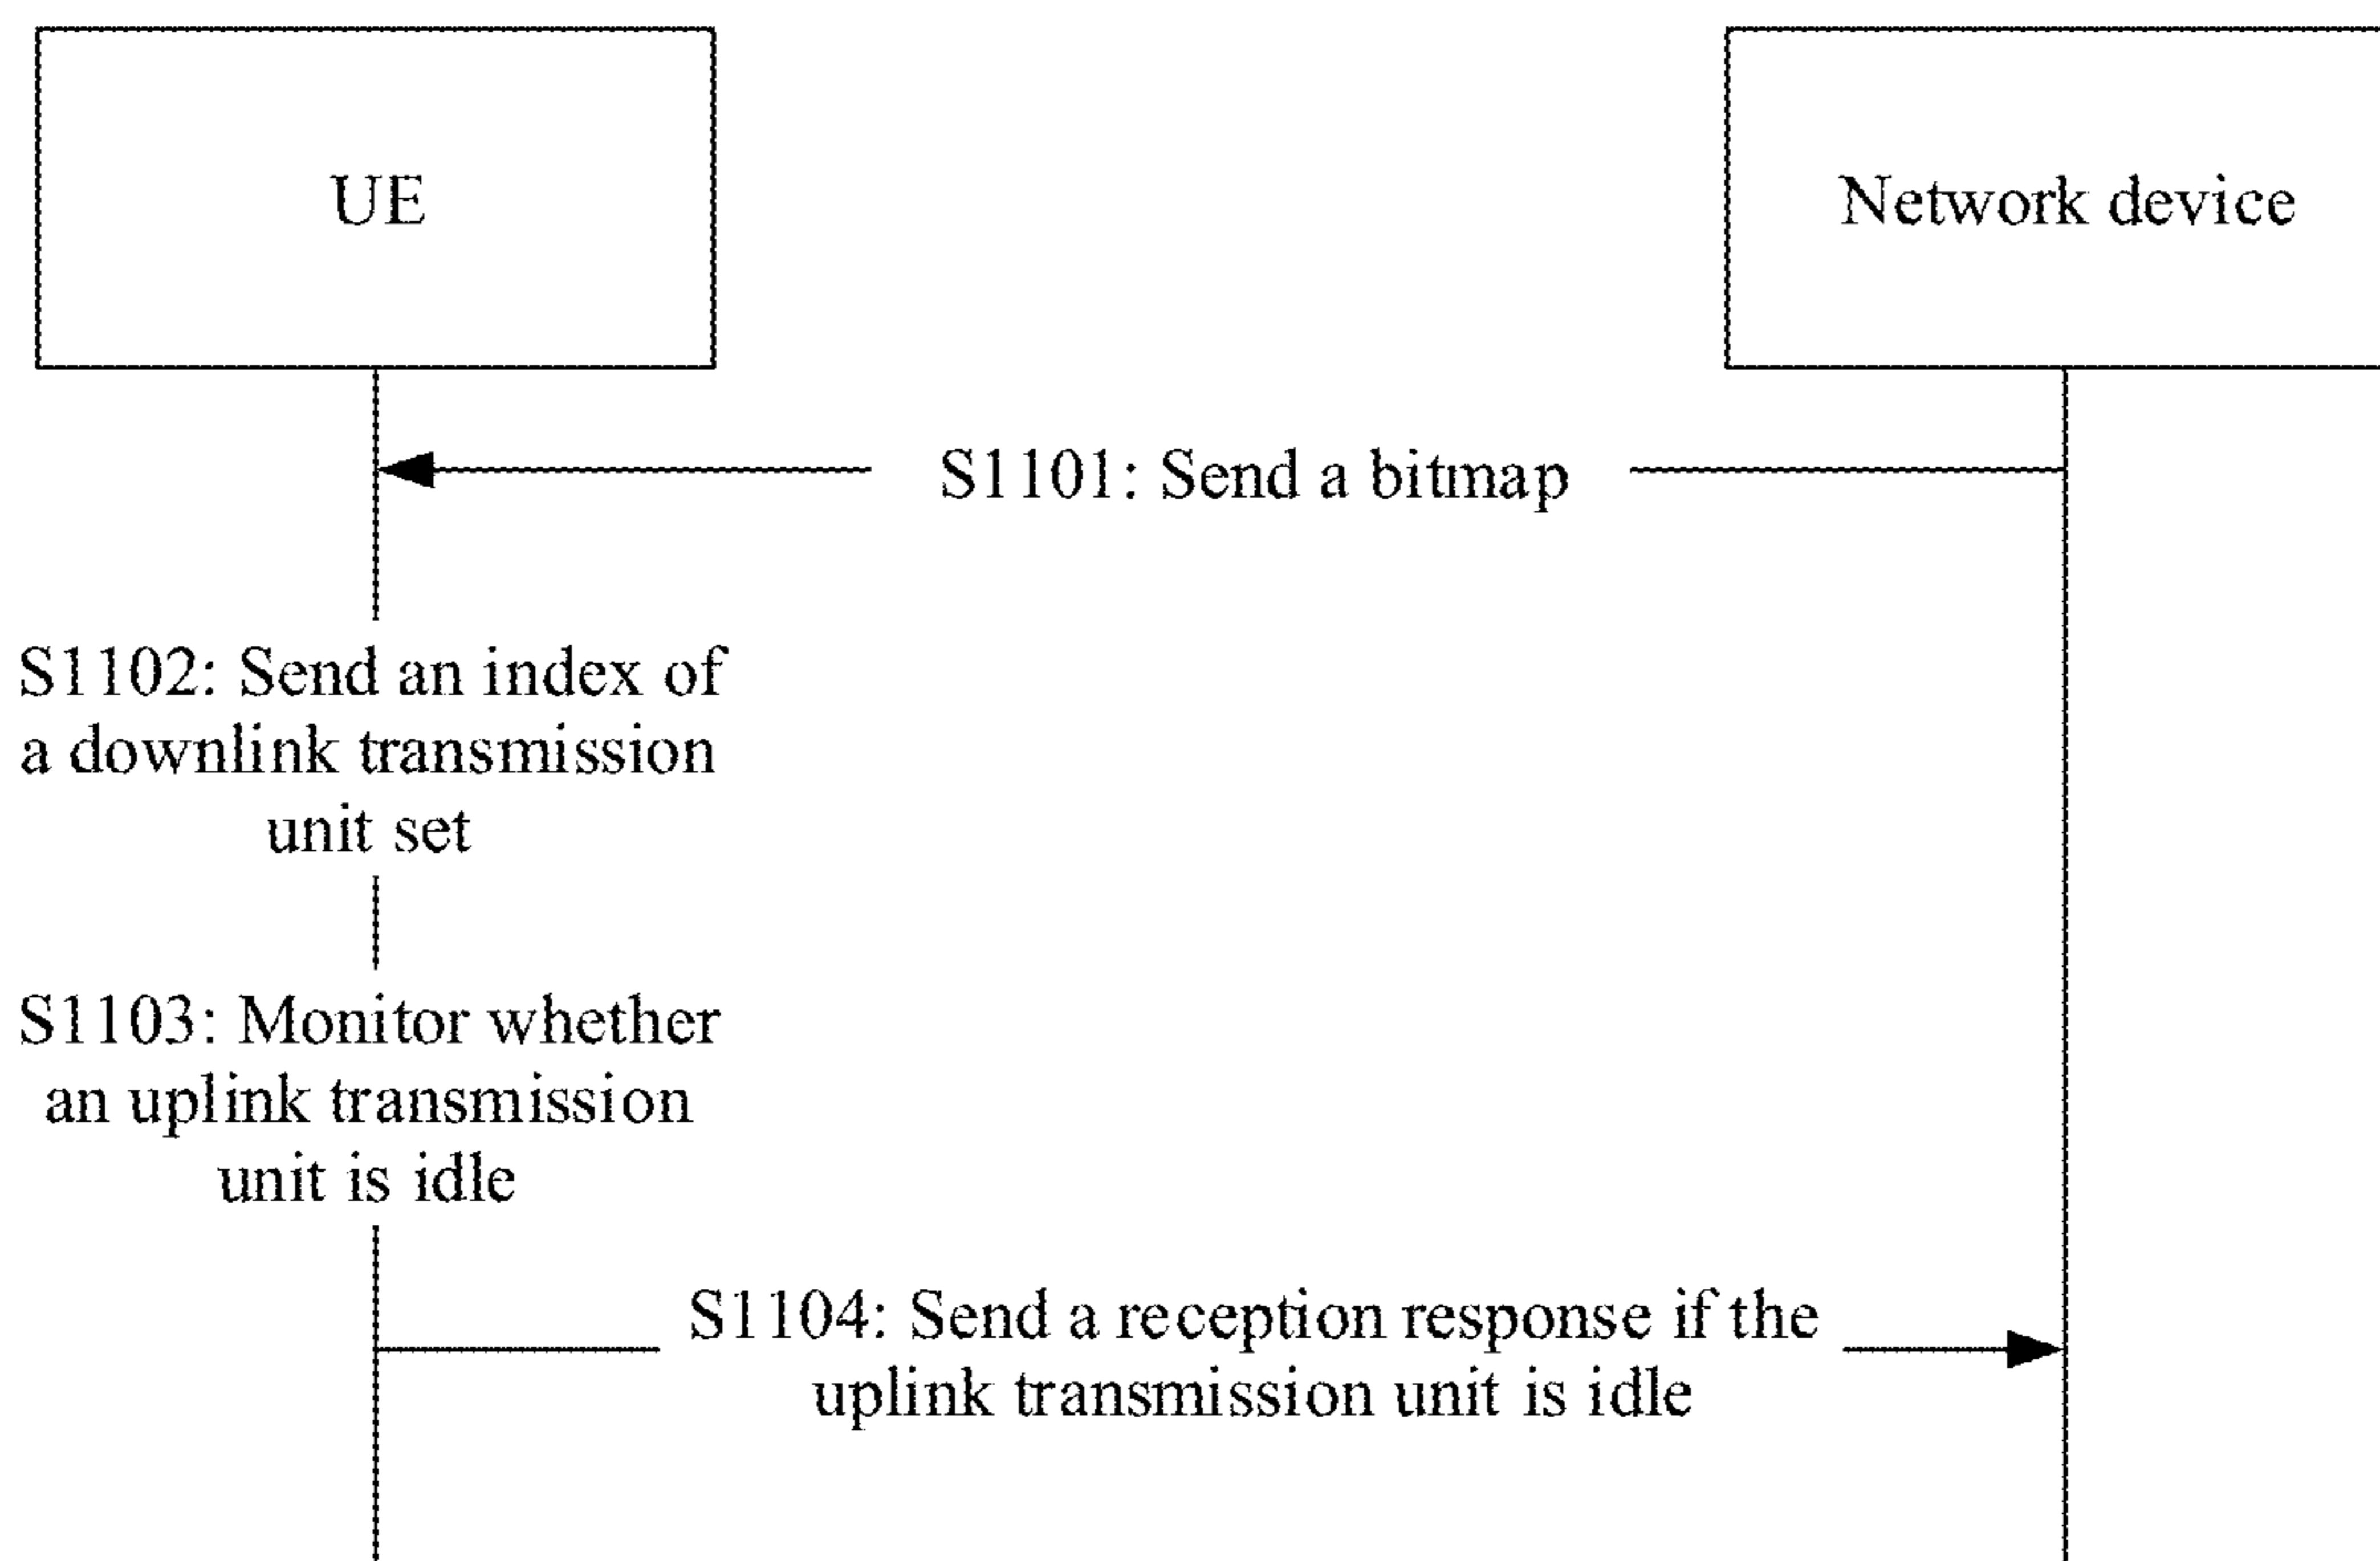 UE
Network device
S1101: Send a bitmap
S1102: Send an index of
a downlink transmission
unit set
S1103: Monitor whether
an uplink transmission
unit is idle
S1104: Send a reception response if the
uplink transmission unit is idle